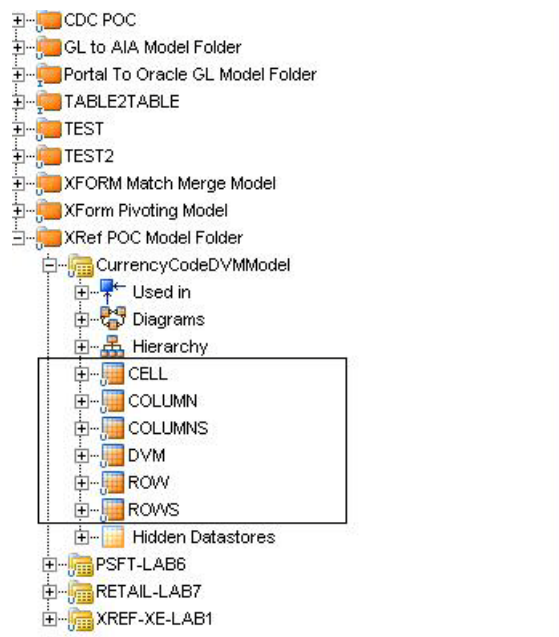 CDC POC
GL to AIA Model Folder
Portal To Oracle GL Model Folder
TABLE2TABLE
TEST
TEST2
XFORM Match Merge Model
XForm Pivoting Model
XRef POC Model Folder
CurrencyCodeDVMModel
Used in
Diagrams
Hierarchy
CELL
COLUMN
COLUMNS
DVM
ROW
ROWS
Hidden Datastores
PSFT-LAB6
RETAIL-LAB7
XREF-XE-LAB1